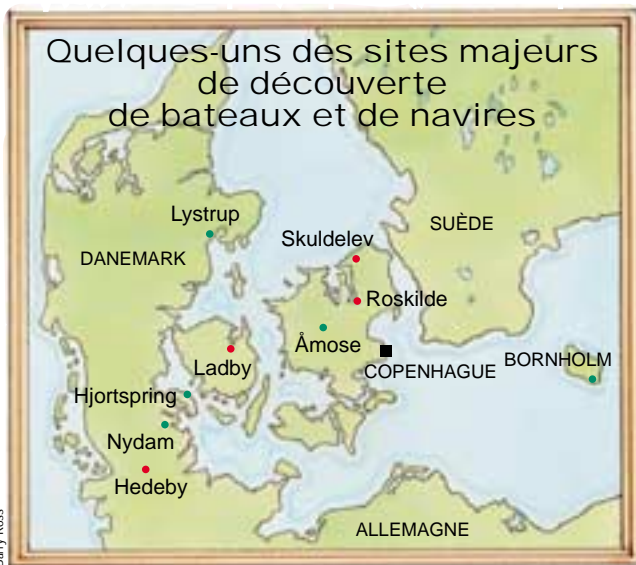 Quelques-uns des sites majeurs
de découverte
de bateaux et de navires
Lystrup
SUÈDE
Skuldelev
DANEMARK
Roskilde
Åmose
Ladby
COPENHAGUE
BORNHOLM
Hjortspring
Nydam
Hedeby
ALLEMAGNE